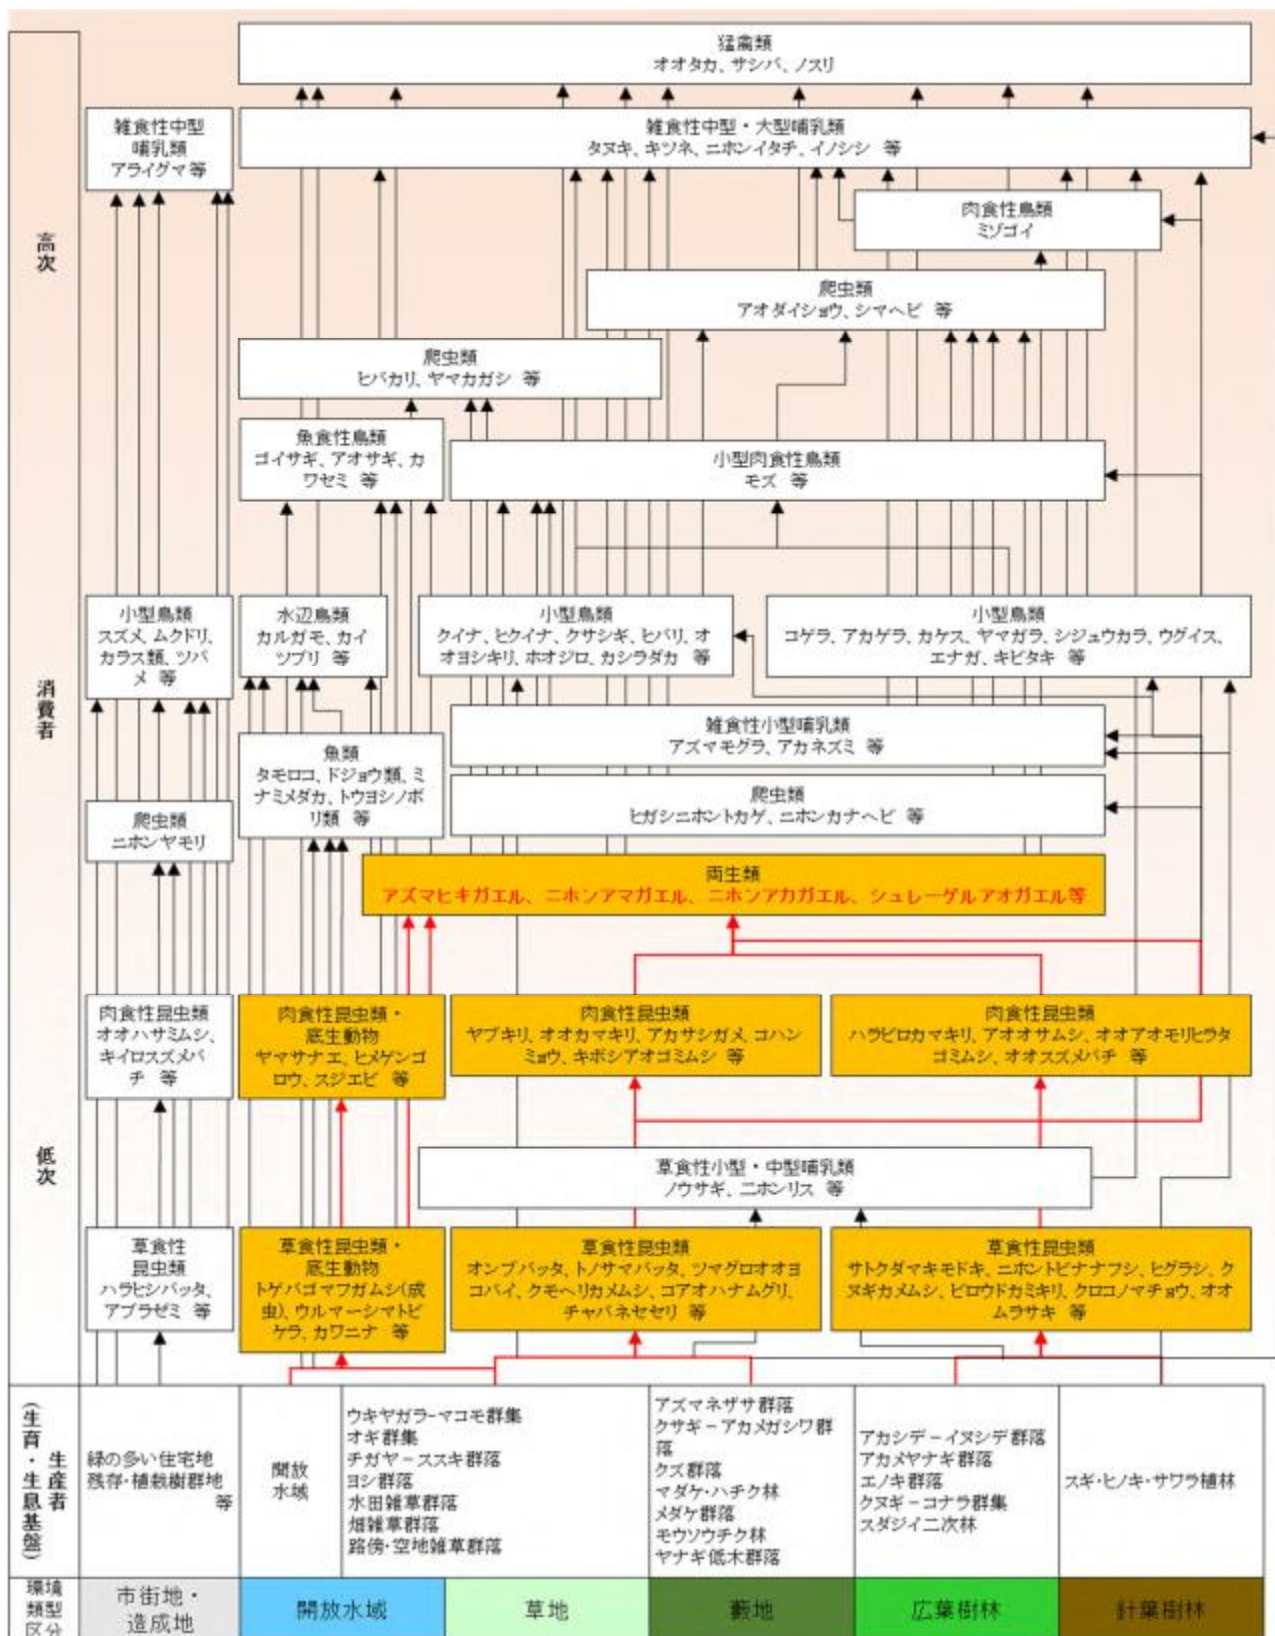 猛禽類
オオタカ、サシバ、ノスリ
雑食性中型
哺乳類
アライグマ等
雑食性中型・大型哺乳類
タヌキ、キツネ、ニホンイタチ、イノシシ 等
肉食性鳥類
ミゾゴイ
高次
爬虫類
アオダイショウ、シマヘビ 等
爬虫類
ヒバカリ、ヤマカガシ 等
魚食性鳥類
ゴイサギ、アオサギ、カ
ワセミ 等
小型肉食性鳥類
モズ 等
小型鳥類
スズメ、ムクドリ、
カラス類、ツバ
メ 等
水辺鳥類
カルガモ、カイ
ツブリ 等
小型鳥類
クイナ、ヒクイナ、クサシギ、ヒバリ、オ
オヨシキリ、ホオジロ、カシラダカ 等
小型鳥類
コゲラ、アカゲラ、カケス、ヤマガラ、シジュウカラ、ウグイス、
エナガ、キビタキ 等
消費者
雑食性小型哺乳類
アズマモグラ、アカネズミ 等
魚類
タモロコ、ドジョウ類、ミ
ナミメダカ、トウヨシノボ
リ類 等
爬虫類
ヒガシニホントカゲ、ニホンカナヘビ 等
爬虫類
ニホンヤモリ
両生類
アズマヒキガエル、ニホンアマガエル、ニホンアカガエル、シュレーゲルアオガエル等
肉食性昆虫類
オオハサミムシ、
キイロスズメバ
チ 等
肉食性昆虫類・
底生動物
ヤマサナエ、ヒメゲンゴ
ロウ、スジエビ 等
肉食性昆虫類
ヤブキリ、オオカマキリ、アカサシガメ、コハン
ミョウ、キボシアオゴミムシ 等
肉食性昆虫類
ハラビロカマキリ、アオオサムシ、オオアオモリヒラタ
ゴミムシ、オオスズメバチ 等
低次
草食性小型・中型哺乳類
ノウサギ、ニホンリス 等
草食性
昆虫類
ハラヒシバッタ、
アブラゼミ 等
草食性昆虫類・
底生動物
トゲバゴマフガムシ(成
虫)、ウルマーシマトビ
ケラ、カワニナ 等
草食性昆虫類
オンブバッタ、トノサマバッタ、ツマグロオオヨ
コバイ、クモヘリカメムシ、コアオハナムグリ、
チャバネセセリ 等
草食性昆虫類
サトクダマキモドキ、ニホントビナナフシ、ヒグラシ、ク
ヌギカメムシ、ビロウドカミキリ、クロコノマチョウ、オオ
ムラサキ 等
生産者
(生育・生息基盤)
緑の多い住宅地
残存・植栽樹群地
等
開放
水域
ウキヤガラーマコモ群集
オギ群集
チガヤーススキ群落
ヨシ群落
水田雑草群落
畑雑草群落
路傍・空地雑草群落
アズマネザサ群落
クサギーアカメガシワ群
落
クズ群落
マダケ・ハチク林
メダケ群落
モウソウチク林
ヤナギ低木群落
アカシデーイヌシデ群落
アカメヤナギ群落
エノキ群落
クヌギーコナラ群集
スダジイ二次林
スギ・ヒノキ・サワラ植林
環境
類型
区分
市街地・
造成地
開放水域
草地
藪地
広葉樹林
針葉樹林